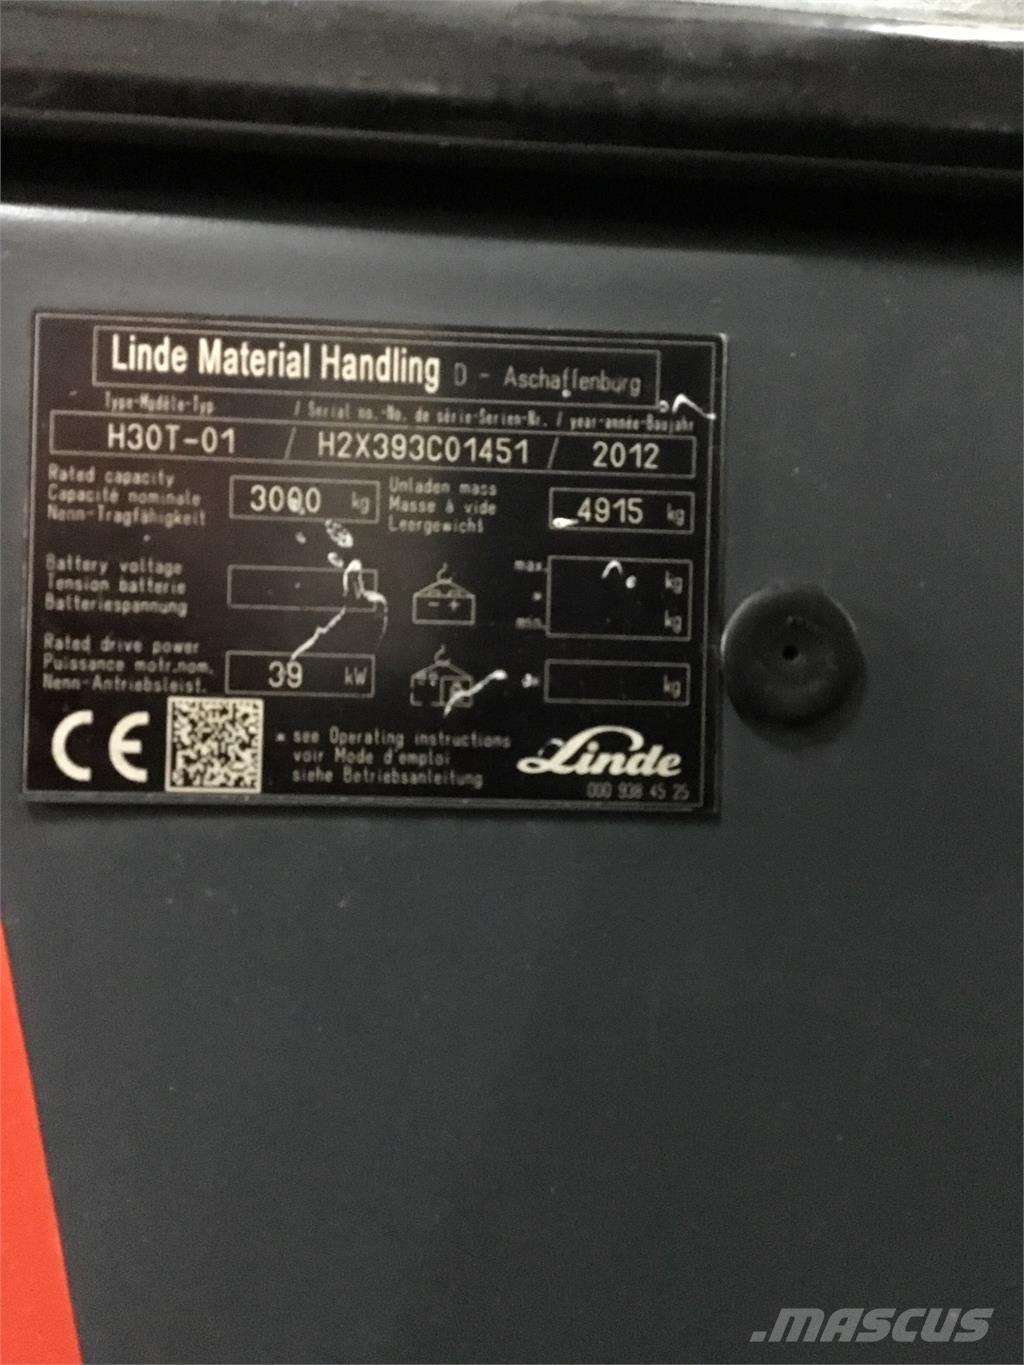 Linde Material Handling D - Aschaffenburg
Type-Modèle-Typ / Serial no.-No. de série-Serien-Nr. / year-année-Baujahr
H30T-01 / H2X393C01451 / 2012
Rated capacity
Capacité nominale
Nenn-Tragfähigkeit
3000 kg
Unladen mass
Masse à vide
Leergewicht
4915 kg
Battery voltage
Tension batterie
Batteriespannung
- +
max. kg
*
min. kg
Rated drive power
Puissance motr.nom.
Nenn-Antriebsleist.
39 kW
kg
CE
* see Operating instructions
voir Mode d'emploi
siehe Betriebsanleitung
Linde
000 938 45 25
.MASCUS